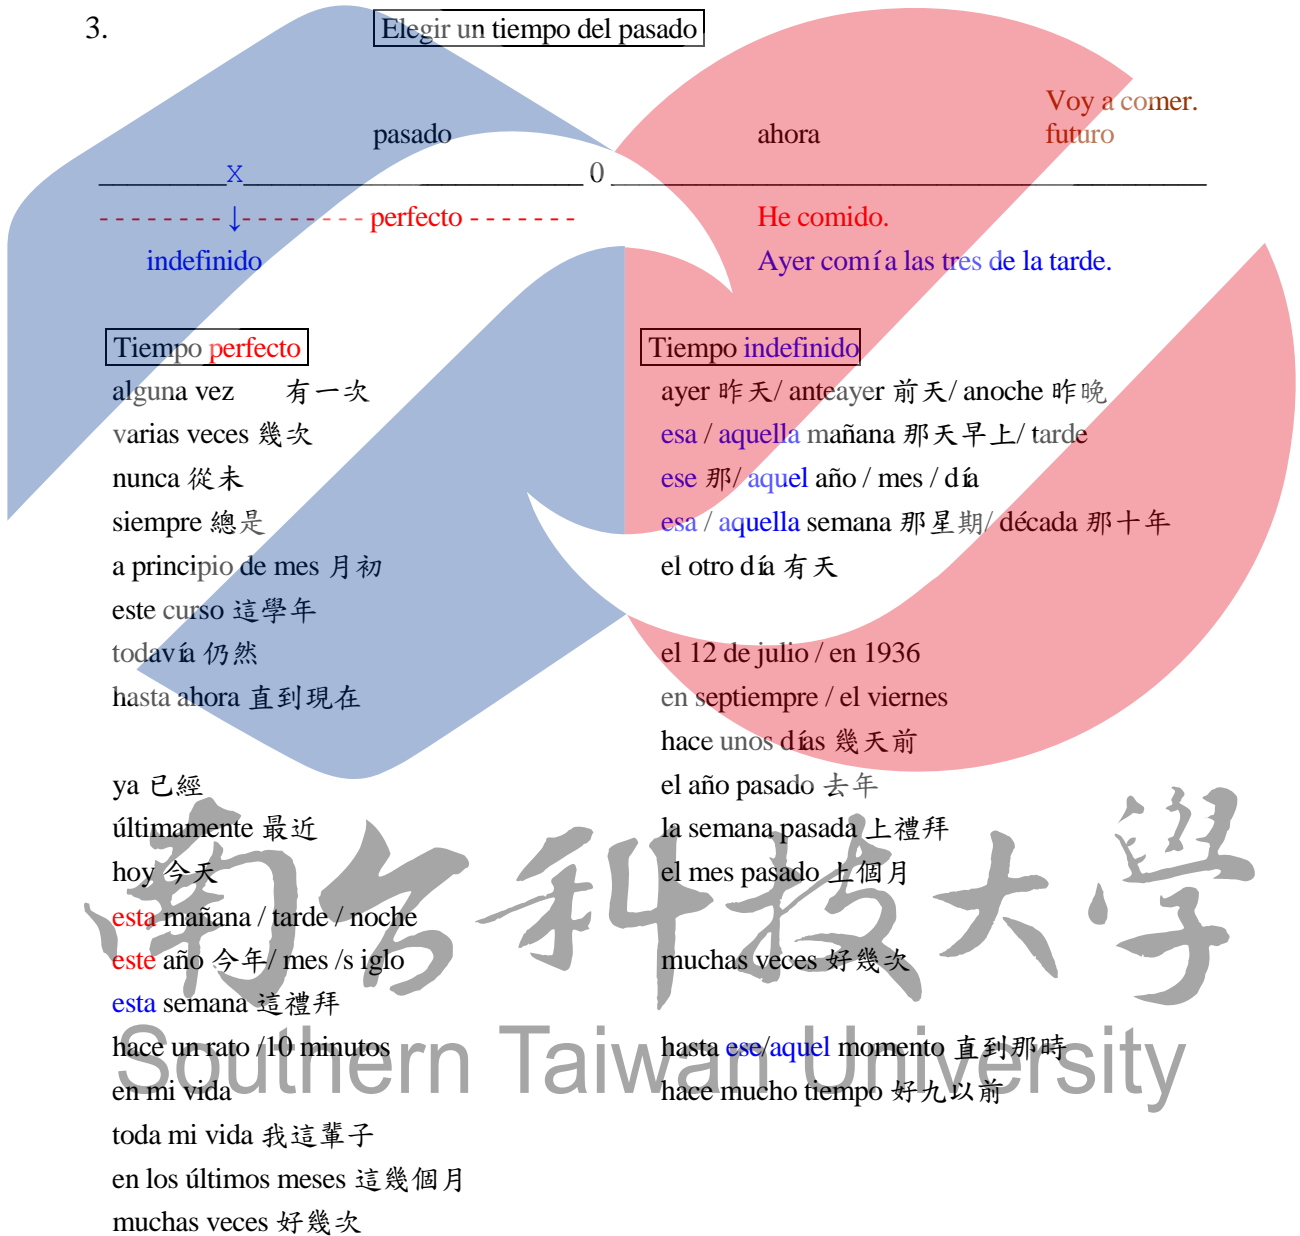 3. Elegir un tiempo del pasado
Voy a comer.
pasado ahora futuro
________X________________________ 0 ________________________________________
- - - - - - - - - ↓- - - - - - - - - perfecto - - - - - - - He comido.
indefinido Ayer comí a las tres de la tarde.
Tiempo perfecto
alguna vez 有一次
varias veces 幾次
nunca 從未
siempre 總是
a principio de mes 月初
este curso 這學年
todavía 仍然
hasta ahora 直到現在
ya 已經
últimamente 最近
hoy 今天
esta mañana / tarde / noche
este año 今年/ mes /s iglo
esta semana 這禮拜
hace un rato /10 minutos
en mi vida
toda mi vida 我這輩子
en los últimos meses 這幾個月
muchas veces 好幾次
Tiempo indefinido
ayer 昨天/ anteayer 前天/ anoche 昨晚
esa / aquella mañana 那天早上/ tarde
ese 那/ aquel año / mes / día
esa / aquella semana 那星期/ década 那十年
el otro día 有天
el 12 de julio / en 1936
en septiembre / el viernes
hace unos días 幾天前
el año pasado 去年
la semana pasada 上禮拜
el mes pasado 上個月
muchas veces 好幾次
hasta ese/aquel momento 直到那時
hace mucho tiempo 好九以前
南台科技大學
Southern Taiwan University